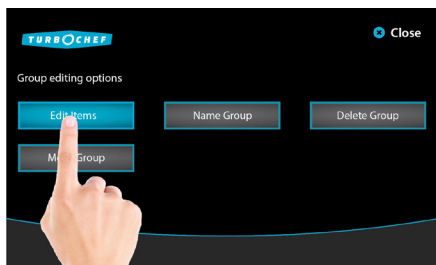 TURBOCHEF
Close
Group editing options
Edit Items
Name Group
Delete Group
Group